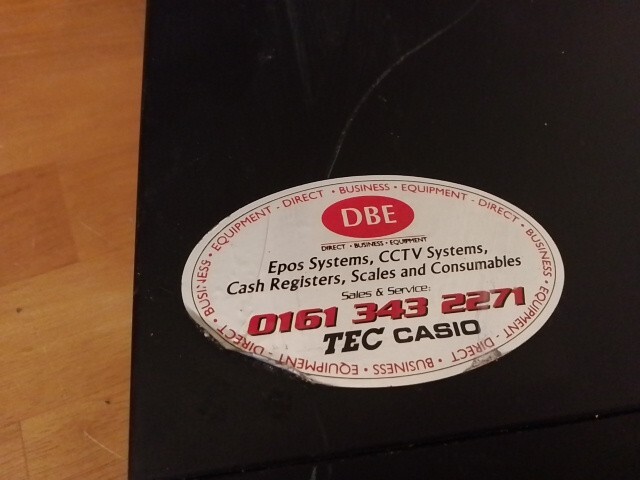 DIRECT · BUSINESS · EQUIPMENT · DIRECT · BUSINESS · EQUIPMENT · DIRECT · BUSINESS · EQUIPMENT · DIRECT · BUSINESS · EQUIPMENT
DBE
DIRECT · BUSINESS · EQUIPMENT
Epos Systems, CCTV Systems,
Cash Registers, Scales and Consumables
Sales & Service:
0161 343 2271
TEC CASIO